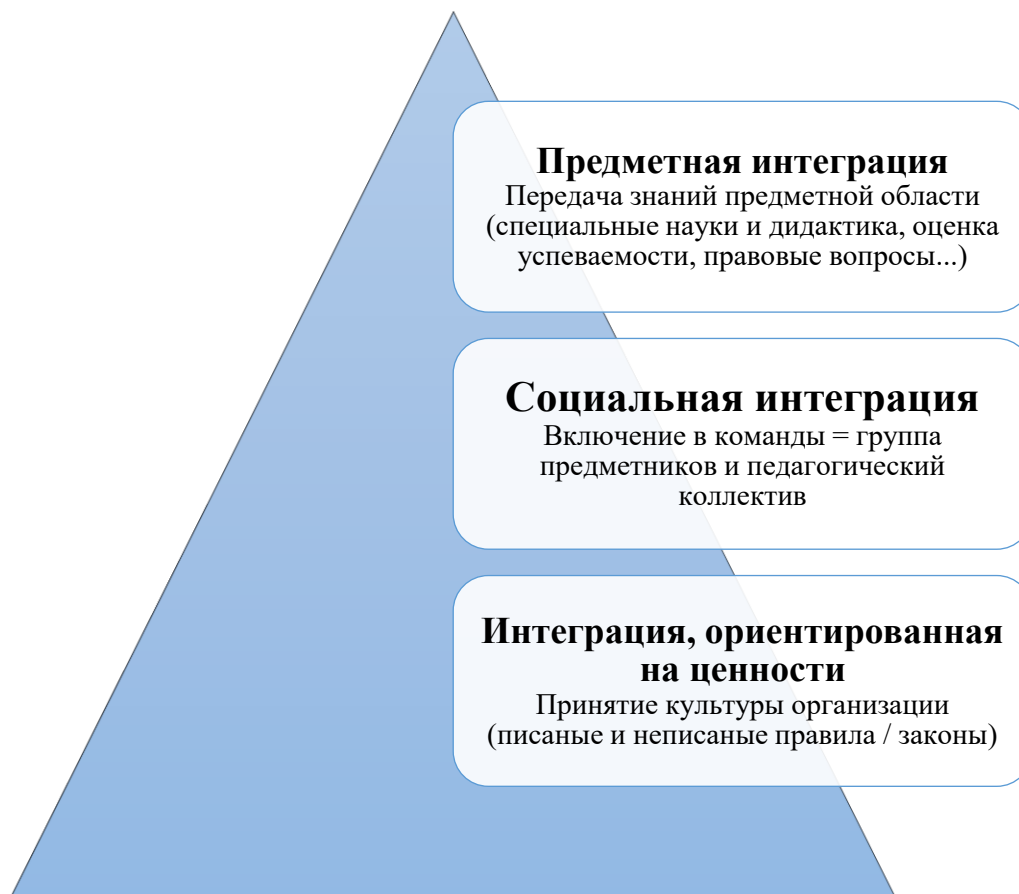 Предметная интеграция
Передача знаний предметной области
(специальные науки и дидактика, оценка
успеваемости, правовые вопросы...)
Социальная интеграция
Включение в команды = группа
предметников и педагогический
коллектив
Интеграция, ориентированная
на ценности
Принятие культуры организации
(писаные и неписаные правила / законы)